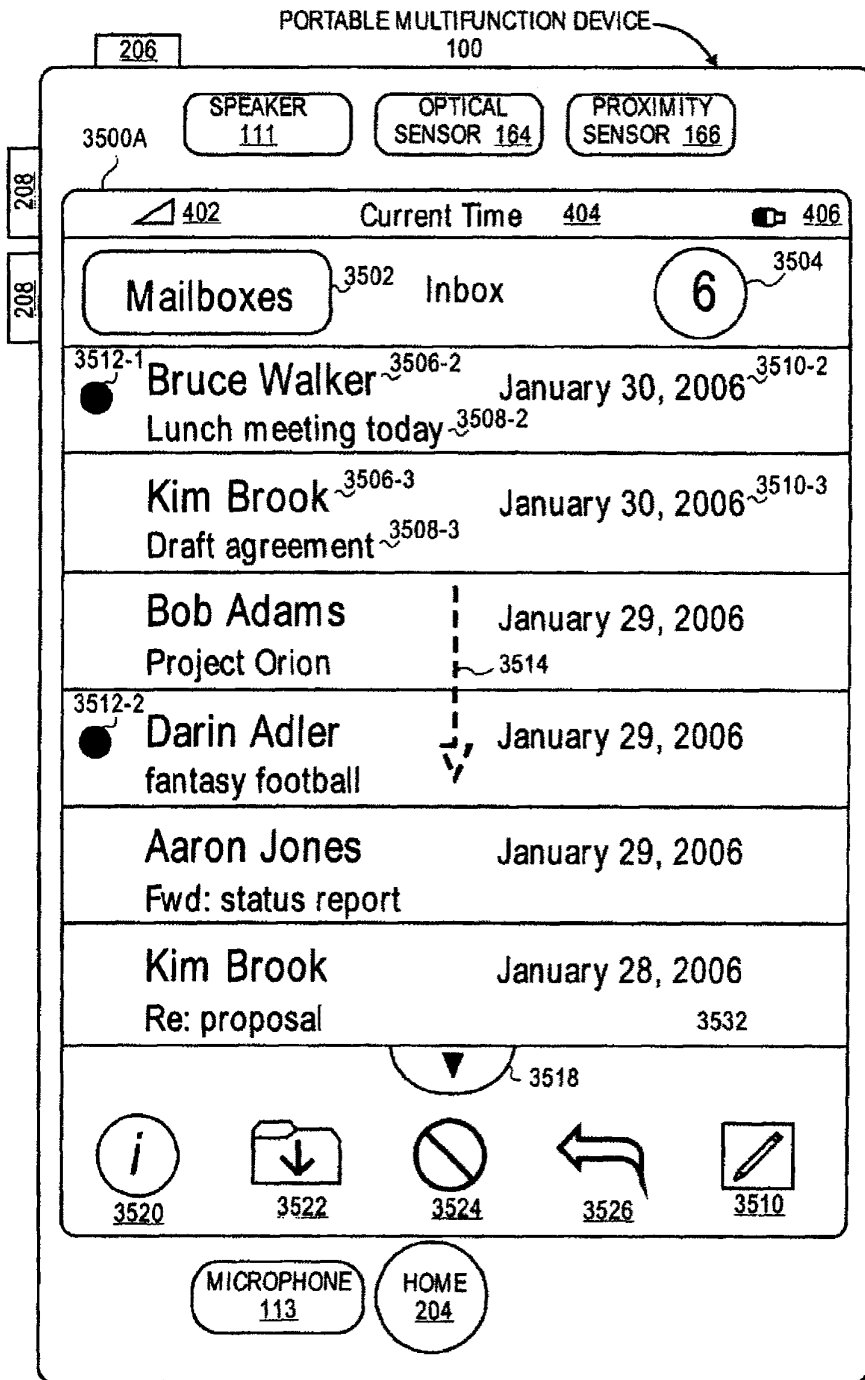 PORTABLE MULTIFUNCTION DEVICE
100
206
SPEAKER
111
OPTICAL
SENSOR 164
PROXIMITY
SENSOR 166
3500A
208
208
402
Current Time 404
406
Mailboxes
3502
Inbox
6
3504
3512-1
Bruce Walker
3506-2
January 30, 2006
3510-2
Lunch meeting today
3508-2
Kim Brook
3506-3
January 30, 2006
3510-3
Draft agreement
3508-3
Bob Adams
January 29, 2006
Project Orion
3514
3512-2
Darin Adler
January 29, 2006
fantasy football
Aaron Jones
January 29, 2006
Fwd: status report
Kim Brook
January 28, 2006
Re: proposal
3532
3518
i
3520
3522
3524
3526
3510
MICROPHONE
113
HOME
204